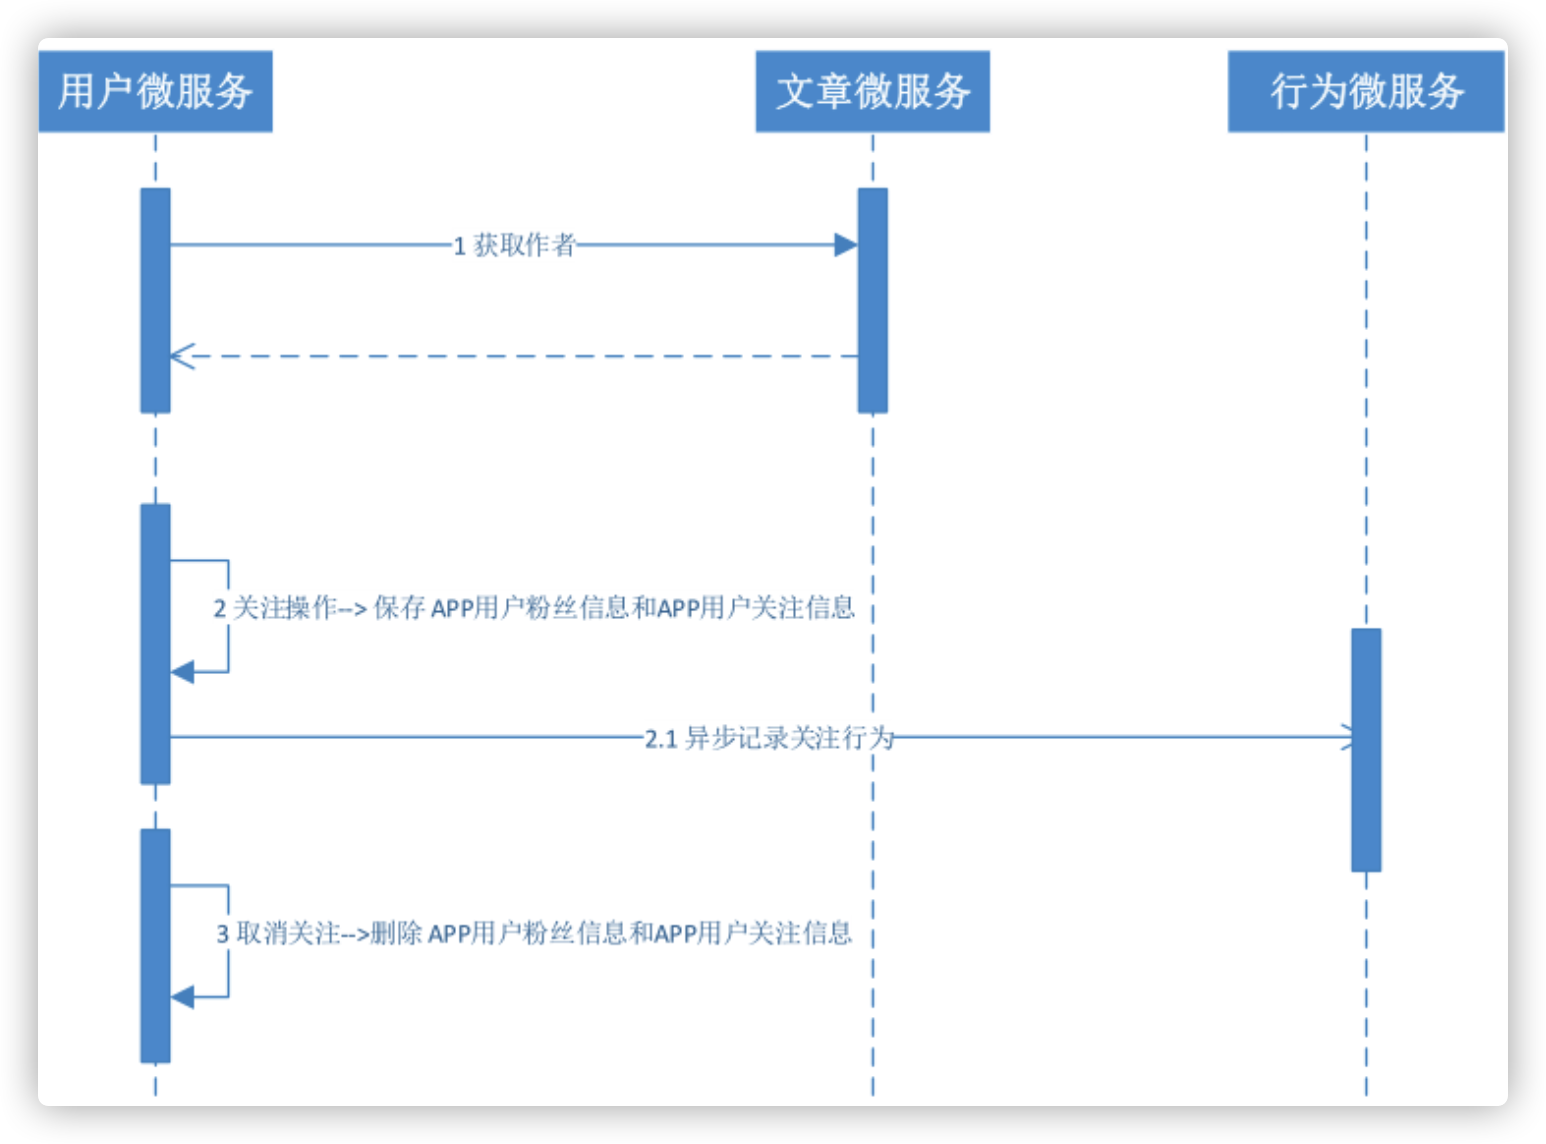 用户微服务
文章微服务
行为微服务
1 获取作者
2 关注操作--> 保存 APP用户粉丝信息和APP用户关注信息
2.1 异步记录关注行为
3 取消关注-->删除 APP用户粉丝信息和APP用户关注信息